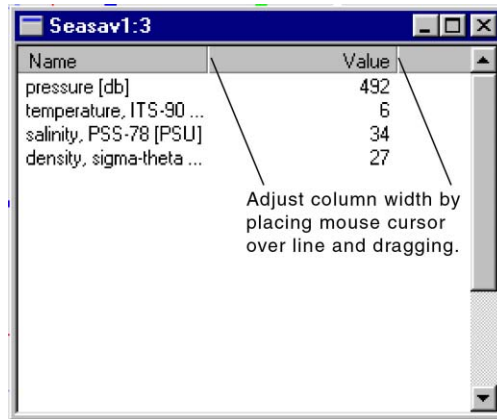 Seasav1:3
Name Value
pressure [db] 492
temperature, ITS-90 ... 6
salinity, PSS-78 [PSU] 34
density, sigma-theta ... 27
Adjust column width by
placing mouse cursor
over line and dragging.